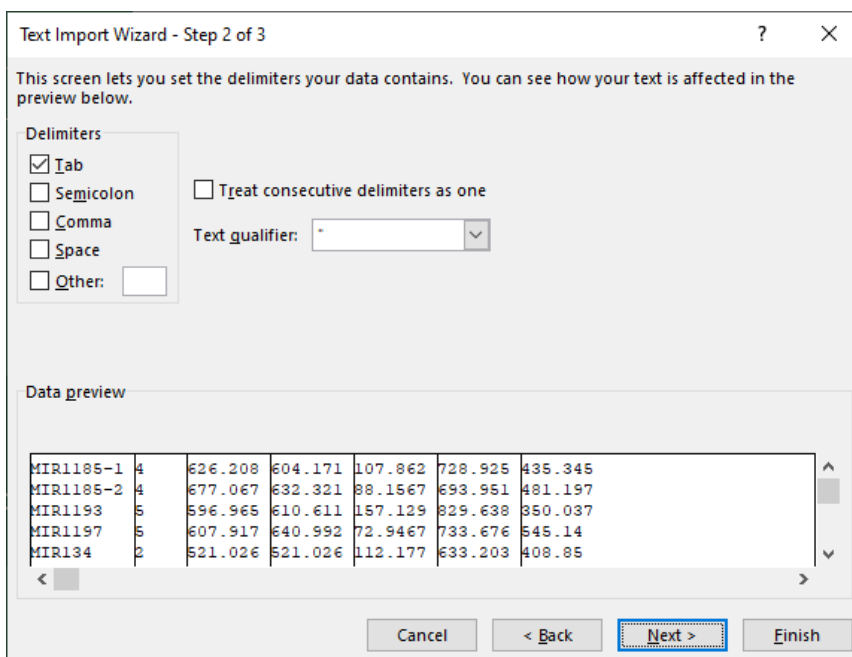 Text Import Wizard - Step 2 of 3
?
This screen lets you set the delimiters your data contains. You can see how your text is affected in the
preview below.
Delimiters
Tab
Semicolon
Comma
Space
Other:
Treat consecutive delimiters as one
Text qualifier: "
Data preview
MIR1185-1 4 626.208 604.171 107.862 728.925 435.345
MIR1185-2 4 677.067 632.321 88.1567 693.951 481.197
MIR1193 5 596.965 610.611 157.129 829.638 350.037
MIR1197 5 607.917 640.992 72.9467 733.676 545.14
MIR134 2 521.026 521.026 112.177 633.203 408.85
Cancel
< Back
Next >
Finish